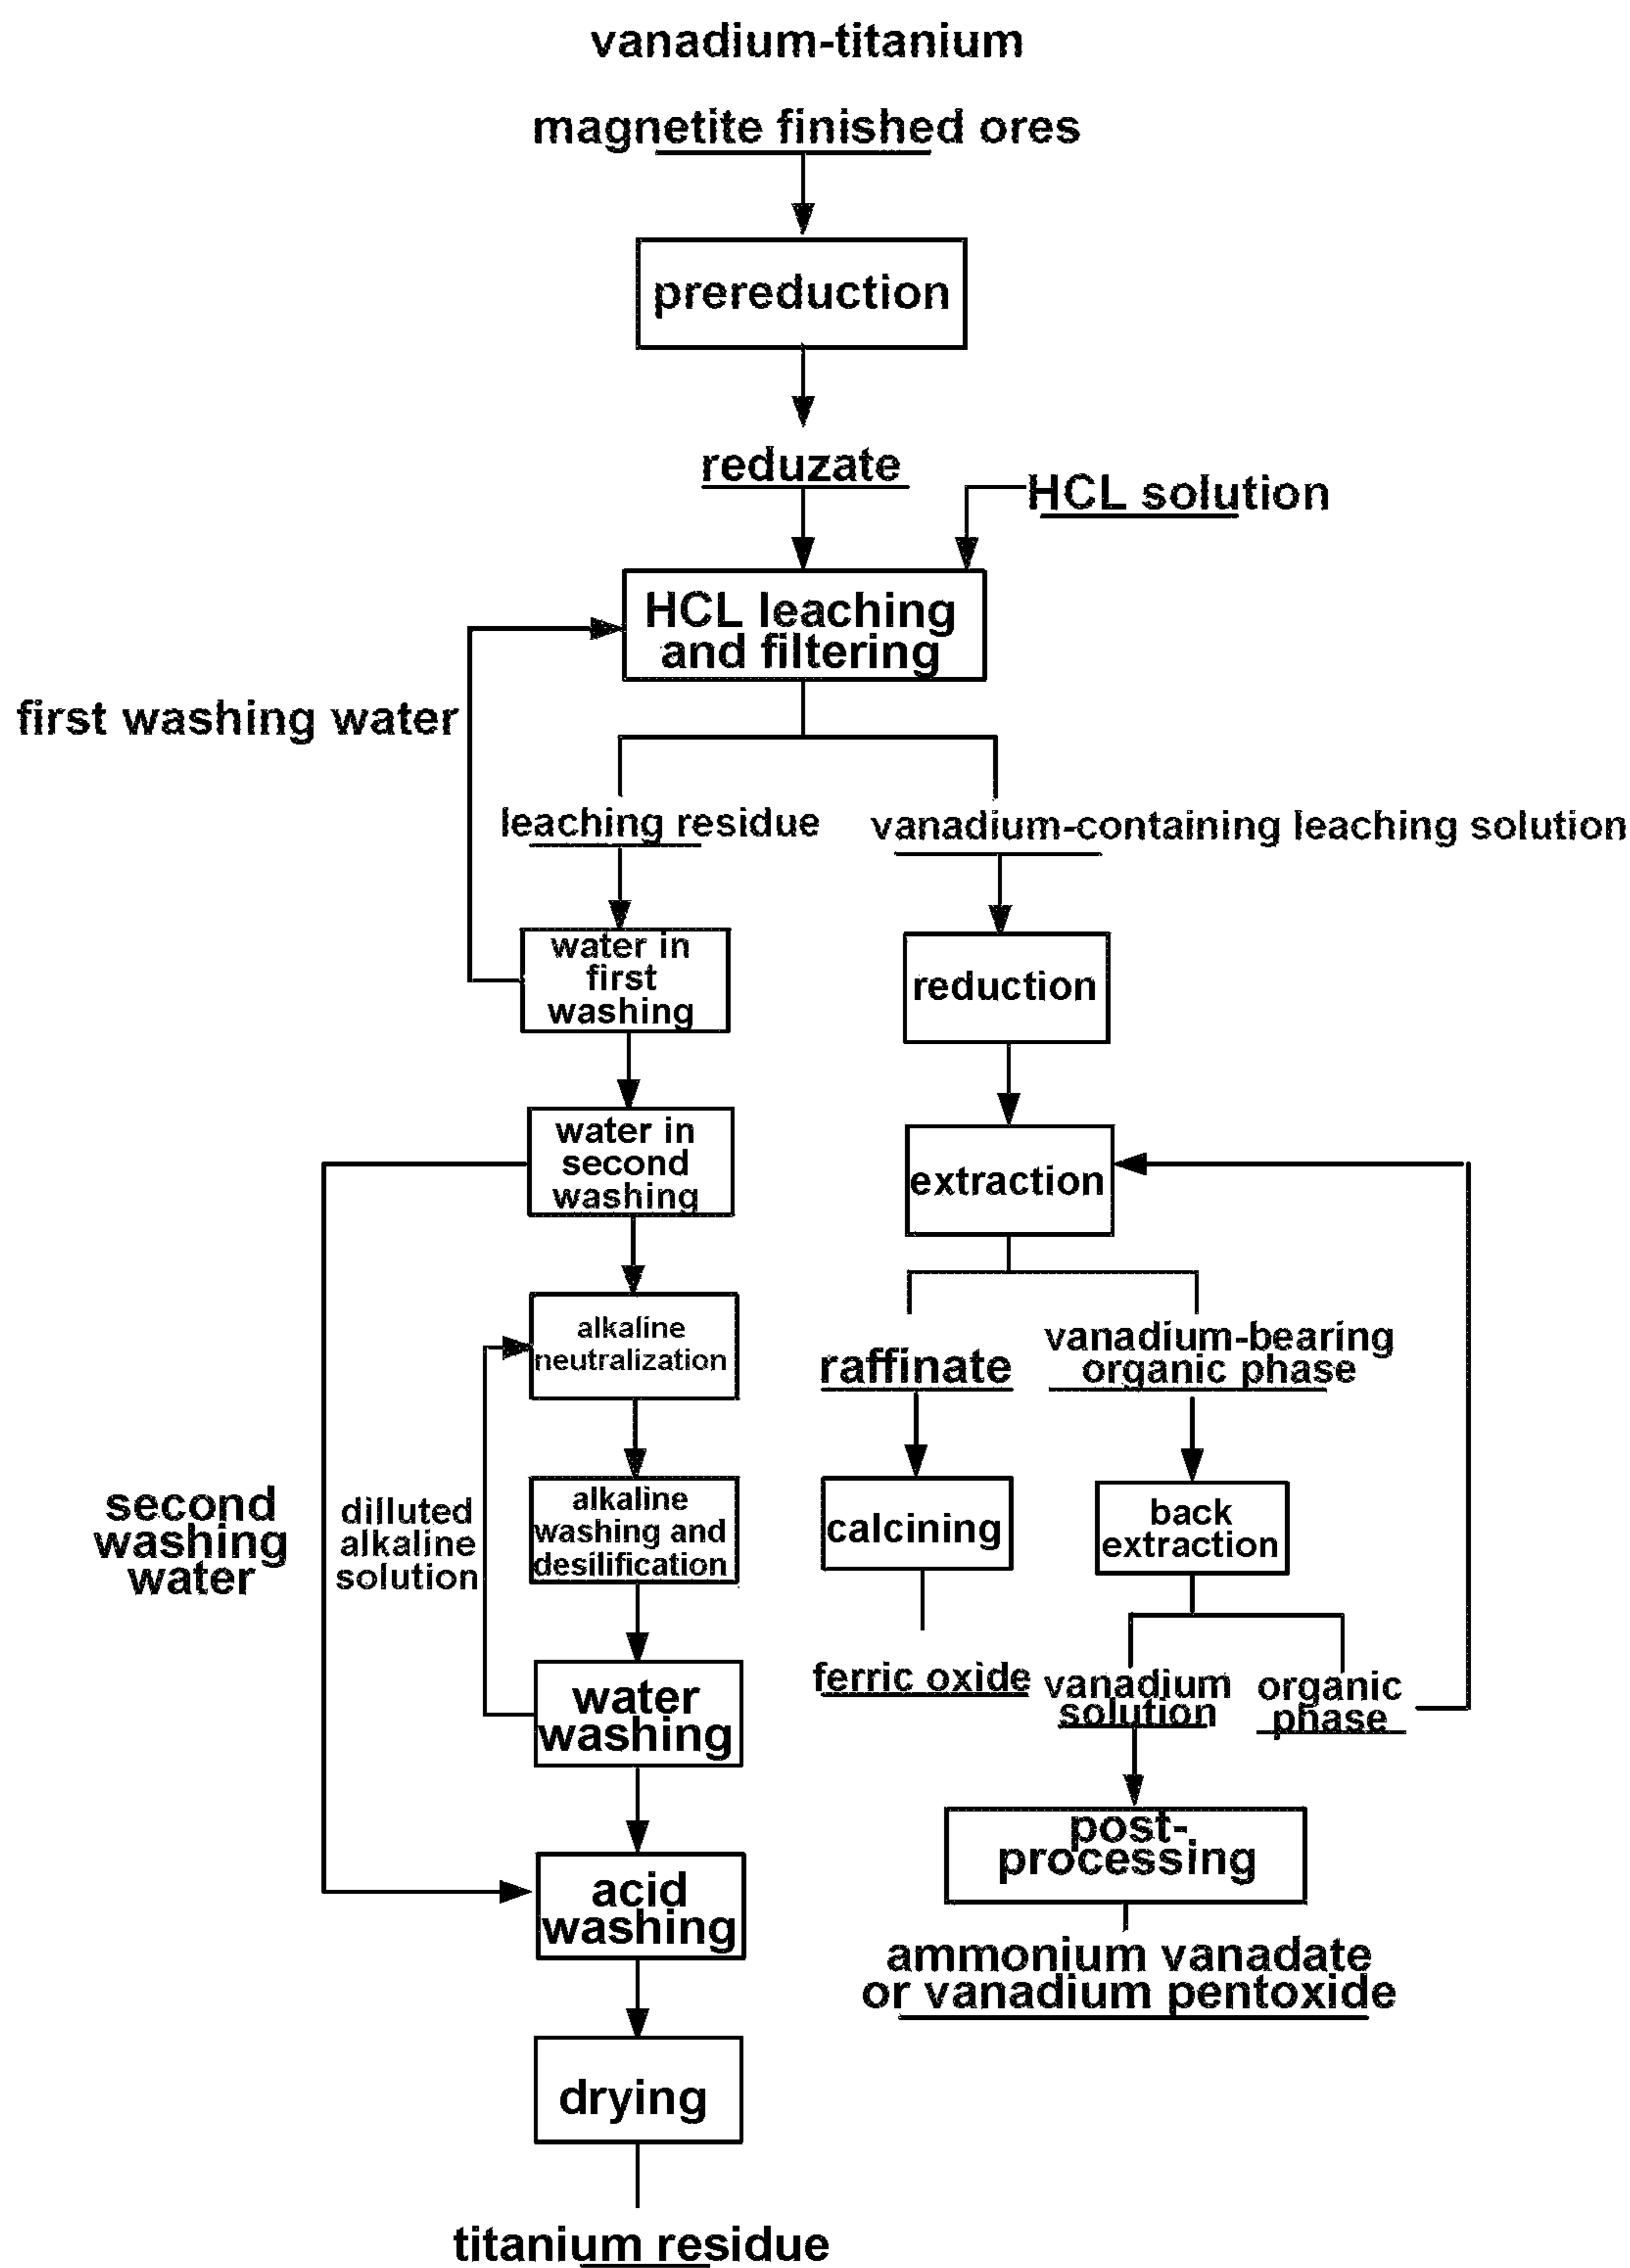 vanadium-titanium
magnetite finished ores
prereduction
reduzate
HCL solution
HCL leaching
and filtering
first washing water
leaching residue
vanadium-containing leaching solution
water in
first
washing
reduction
water in
second
washing
extraction
alkaline
neutralization
raffinate
vanadium-bearing
organic phase
second
washing
water
dilluted
alkaline
solution
alkaline
washing and
desilification
calcining
back
extraction
water
washing
ferric oxide
vanadium
solution
organic
phase
acid
washing
post-
processing
ammonium vanadate
or vanadium pentoxide
drying
titanium residue